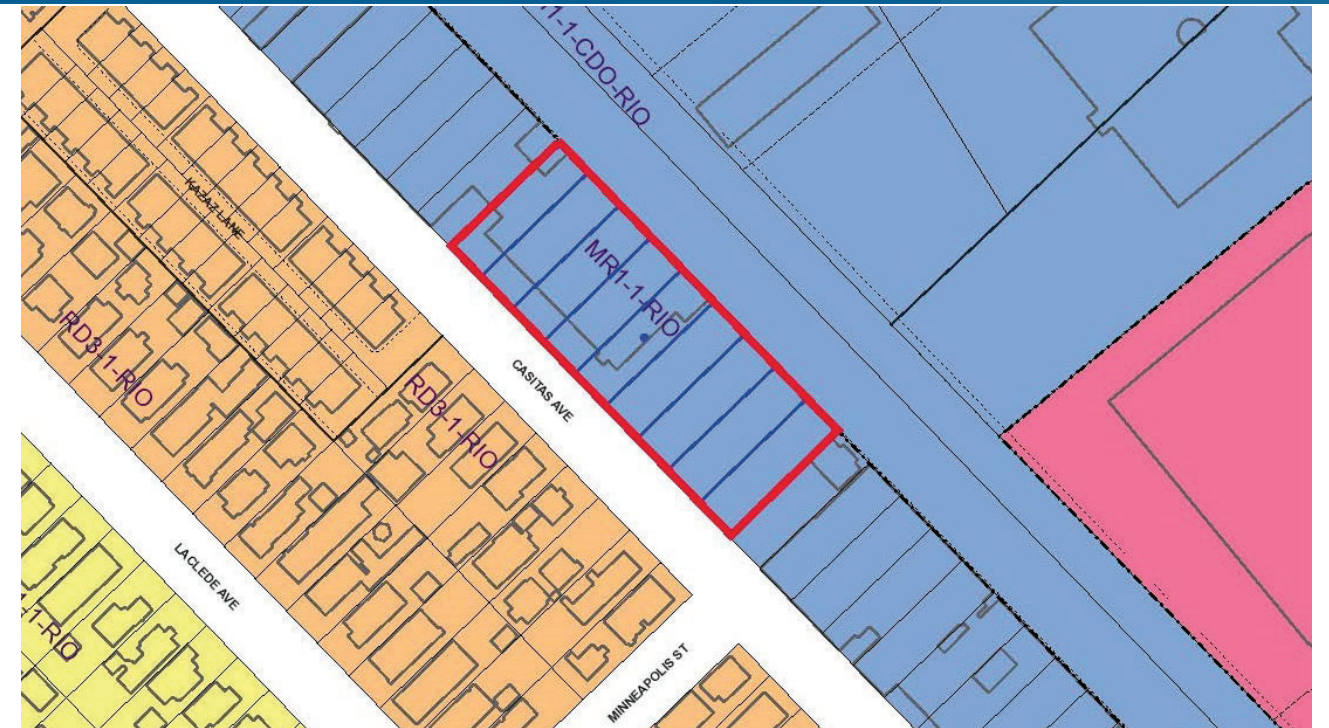 1-1-CDO-RIO
KAZAZ LANE
MR1-1-RIO
RD3-1-RIO
RD3-1-RIO
CASITAS AVE
LACLEDE AVE
1-RIO
MINNEAPOLIS ST